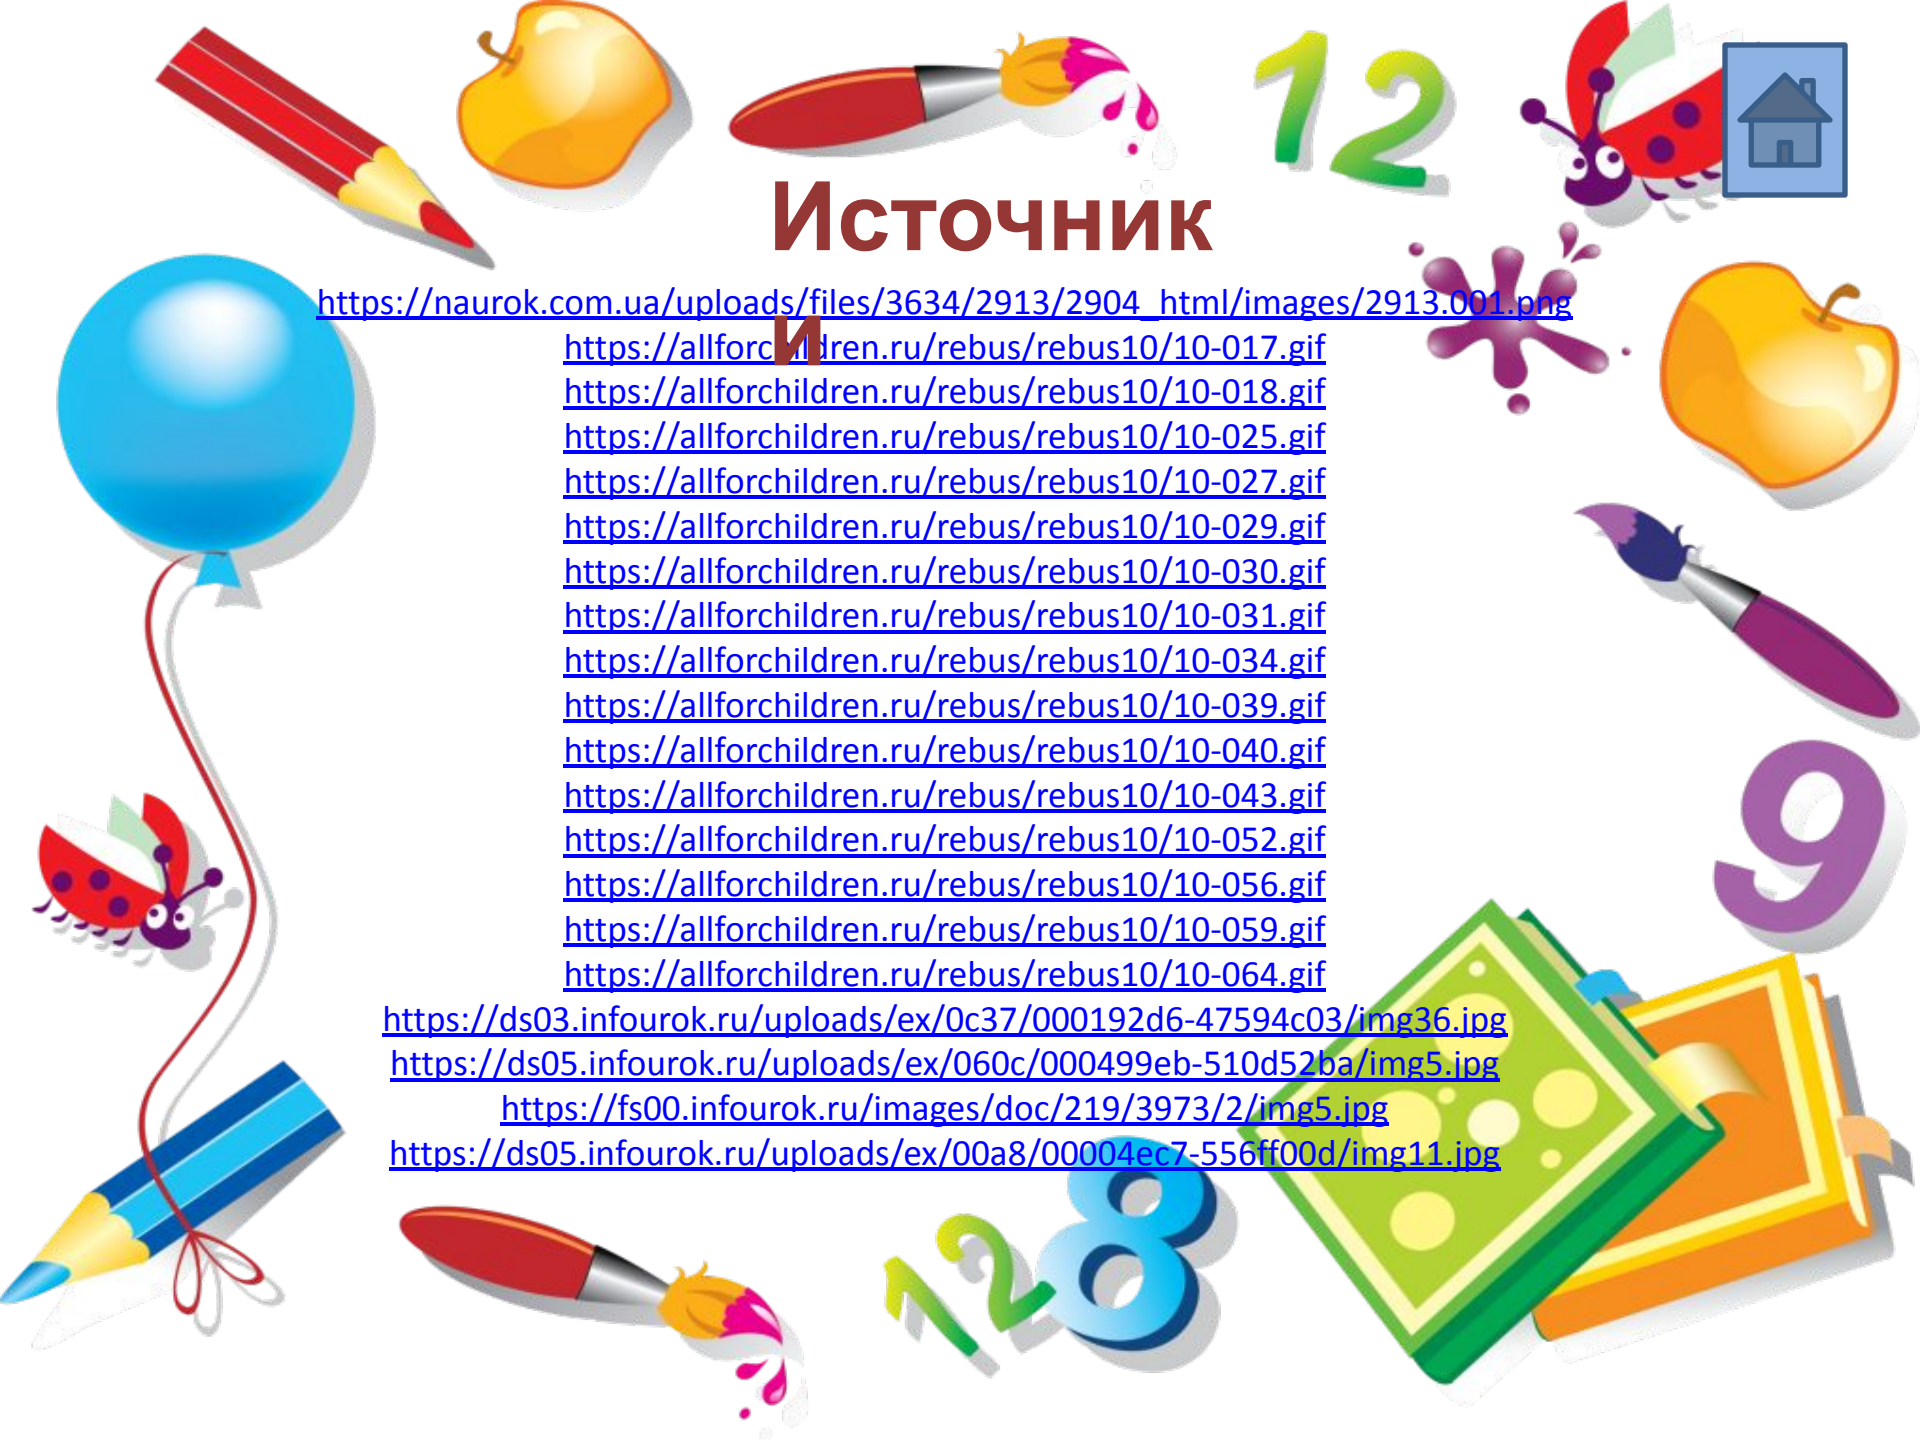 12
Источник
и
https://naurok.com.ua/uploads/files/3634/2913/2904_html/images/2913.001.png
https://allforchildren.ru/rebus/rebus10/10-017.gif
https://allforchildren.ru/rebus/rebus10/10-018.gif
https://allforchildren.ru/rebus/rebus10/10-025.gif
https://allforchildren.ru/rebus/rebus10/10-027.gif
https://allforchildren.ru/rebus/rebus10/10-029.gif
https://allforchildren.ru/rebus/rebus10/10-030.gif
https://allforchildren.ru/rebus/rebus10/10-031.gif
https://allforchildren.ru/rebus/rebus10/10-034.gif
https://allforchildren.ru/rebus/rebus10/10-039.gif
https://allforchildren.ru/rebus/rebus10/10-040.gif
https://allforchildren.ru/rebus/rebus10/10-043.gif
https://allforchildren.ru/rebus/rebus10/10-052.gif
https://allforchildren.ru/rebus/rebus10/10-056.gif
https://allforchildren.ru/rebus/rebus10/10-059.gif
https://allforchildren.ru/rebus/rebus10/10-064.gif
https://ds03.infourok.ru/uploads/ex/0c37/000192d6-47594c03/img36.jpg
https://ds05.infourok.ru/uploads/ex/060c/000499eb-510d52ba/img5.jpg
https://fs00.infourok.ru/images/doc/219/3973/2/img5.jpg
https://ds05.infourok.ru/uploads/ex/00a8/00004ec7-556ff00d/img11.jpg
9
12
8